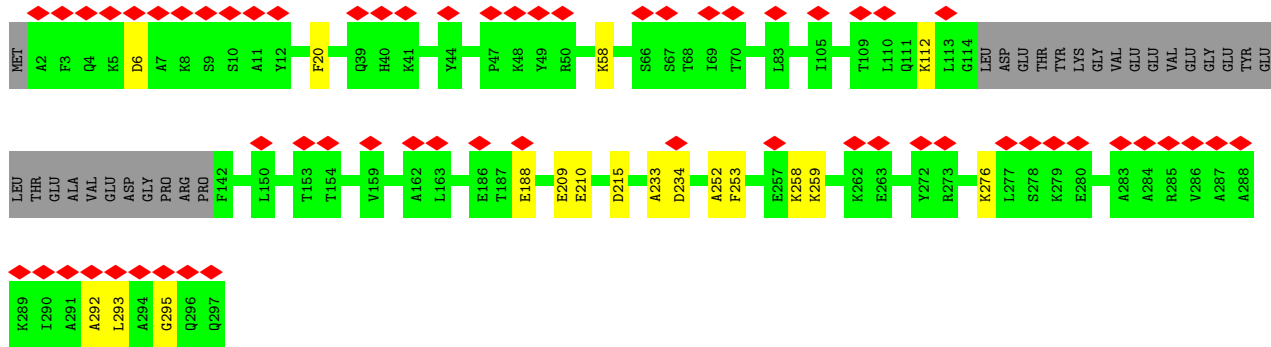 MET A2 F3 Q4 K5 D6 A7 K8 S9 S10 A11 Y12 F20 Q39 H40 K41 Y44 P47 K48 Y49 R50 K58 S66 S67 T68 I69 T70 L83 I105 T109 L110 Q111 K112 L113 G114 LEU ASP GLU THR TYR LYS GLY VAL GLU GLU VAL GLU GLY GLU TYR GLU
LEU THR GLU ALA VAL GLU ASP GLY PRO ARG PRO F142 L150 T153 T154 V159 A162 L163 E186 T187 E188 E209 E210 D215 A233 D234 A252 F253 E257 K258 K259 K262 E263 Y272 R273 K276 L277 S278 K279 E280 A283 A284 R285 V286 A287 A288
K289 I290 A291 A292 L293 A294 G295 Q296 Q297